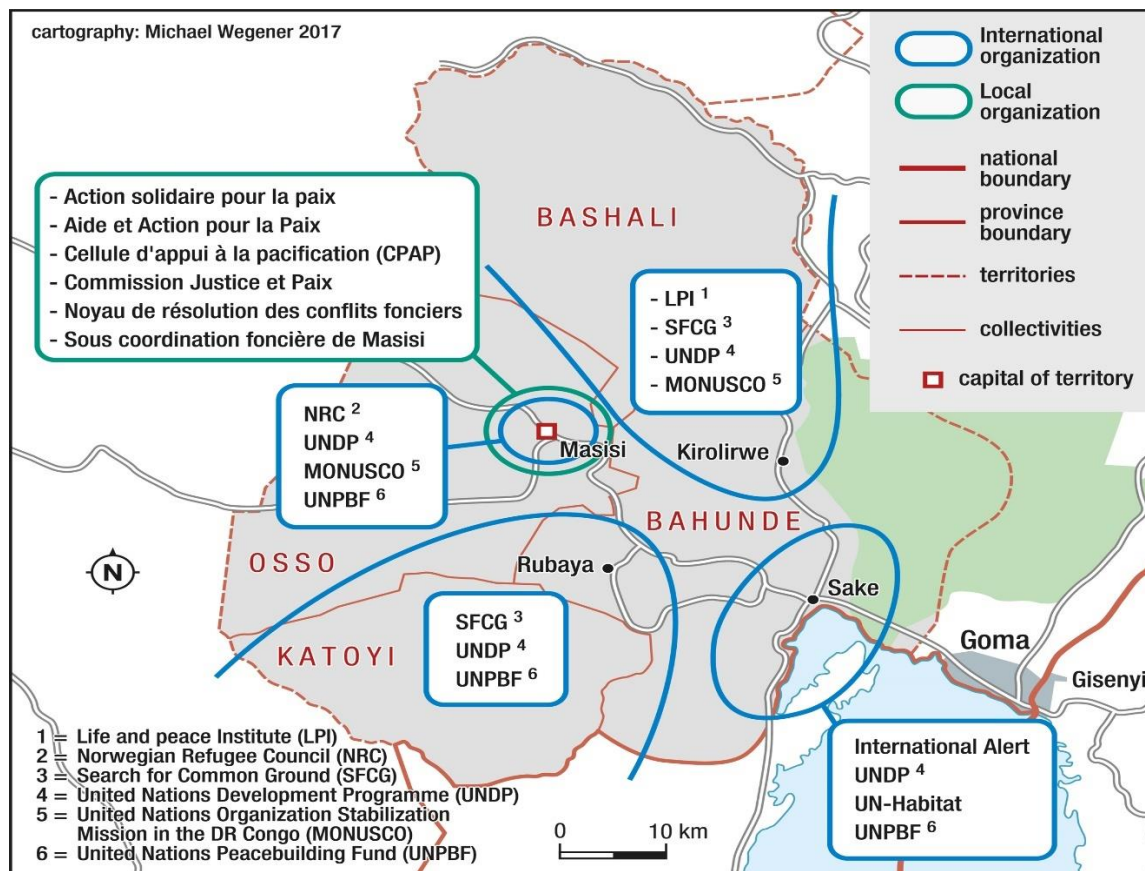 cartography: Michael Wegener 2017
International
organization
Local
organization
national
boundary
province
boundary
territories
collectivities
capital of territory
- Action solidaire pour la paix
- Aide et Action pour la Paix
- Cellule d'appui à la pacification (CPAP)
- Commission Justice et Paix
- Noyau de résolution des conflits fonciers
- Sous coordination foncière de Masisi
BASHALI
- LPI 1
- SFCG 3
- UNDP 4
- MONUSCO 5
NRC 2
UNDP 4
MONUSCO 5
UNPBF 6
Masisi
Kirolirwe
BAHUNDE
OSSO
Rubaya
Sake
N
KATOYI
SFCG 3
UNDP 4
UNPBF 6
Goma
Gisenyi
International Alert
UNDP 4
UN-Habitat
UNPBF 6
1 = Life and peace Institute (LPI)
2 = Norwegian Refugee Council (NRC)
3 = Search for Common Ground (SFCG)
4 = United Nations Development Programme (UNDP)
5 = United Nations Organization Stabilization
Mission in the DR Congo (MONUSCO)
6 = United Nations Peacebuilding Fund (UNPBF)
0 10 km